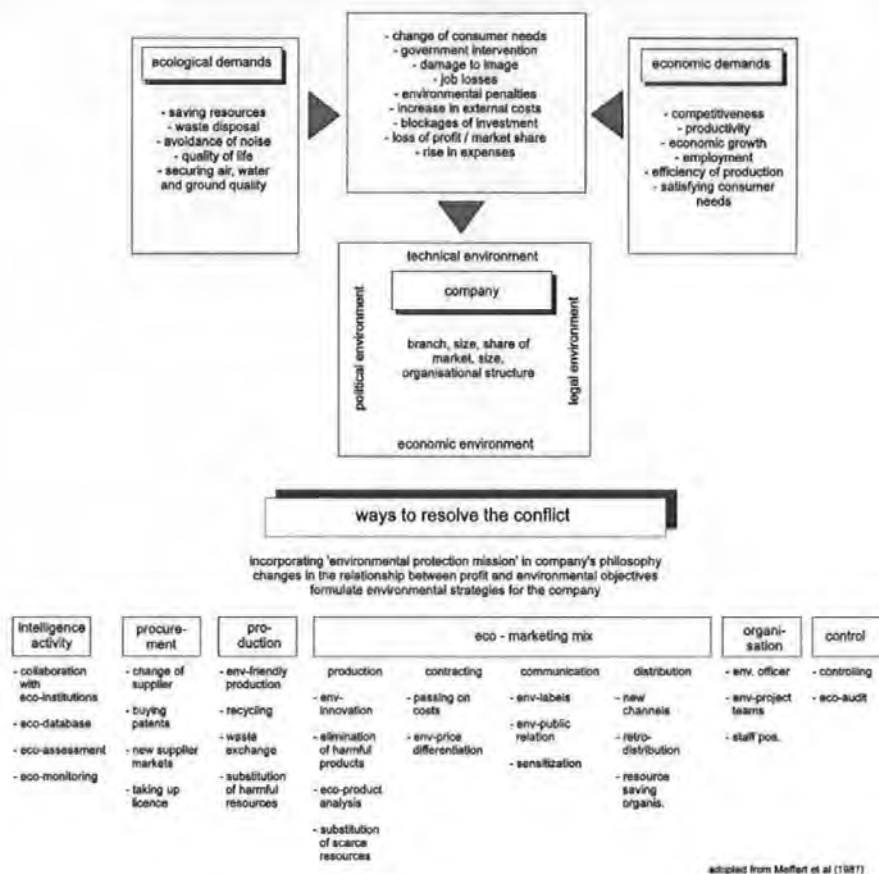 ecological demands
- saving resources
- waste disposal
- avoidance of noise
- quality of life
- securing air, water
and ground quality
- change of consumer needs
- government intervention
- damage to image
- job losses
- environmental penalties
- increase in external costs
- blockages of investment
- loss of profit / market share
- rise in expenses
economic demands
- competitiveness
- productivity
- economic growth
- employment
- efficiency of production
- satisfying consumer
needs
technical environment
political environment
company
branch, size, share of
market, size,
organisational structure
legal environment
economic environment
ways to resolve the conflict
incorporating 'environmental protection mission' in company's philosophy
changes in the relationship between profit and environmental objectives
formulate environmental strategies for the company
intelligence
activity
- collaboration
with
eco-institutions
- eco-database
- eco-assessment
- eco-monitoring
procure-
ment
- change of
supplier
- buying
patents
- new supplier
markets
- taking up
licence
pro-
duction
- env-friendly
production
- recycling
- waste
exchange
- substitution
of harmful
resources
eco - marketing mix
production
- env-
innovation
- elimination
of harmful
products
- eco-product
analysis
- substitution
of scarce
resources
contracting
- passing on
costs
- env-price
differentiation
communication
- env-labels
- env-public
relation
- sensitization
distribution
- new
channels
- retro-
distribution
- resource
saving
organis.
organi-
sation
- env. officer
- env-project
teams
- staff pos.
control
- controlling
- eco-audit
adopted from Meffert et al (1987)